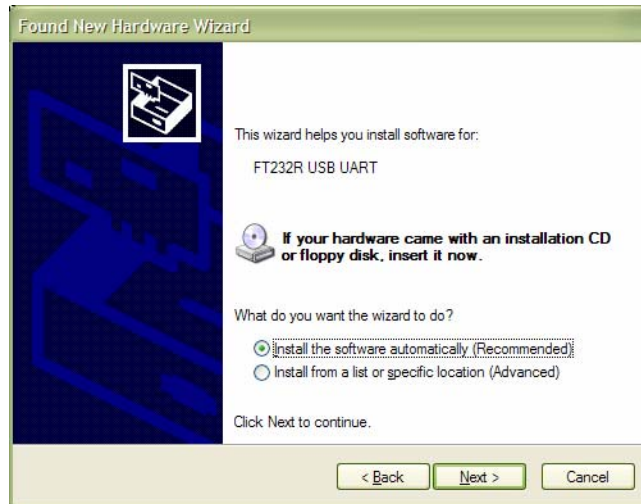 Found New Hardware Wizard
This wizard helps you install software for:
FT232R USB UART
If your hardware came with an installation CD
or floppy disk, insert it now.
What do you want the wizard to do?
Install the software automatically (Recommended)
Install from a list or specific location (Advanced)
Click Next to continue.
< Back Next > Cancel